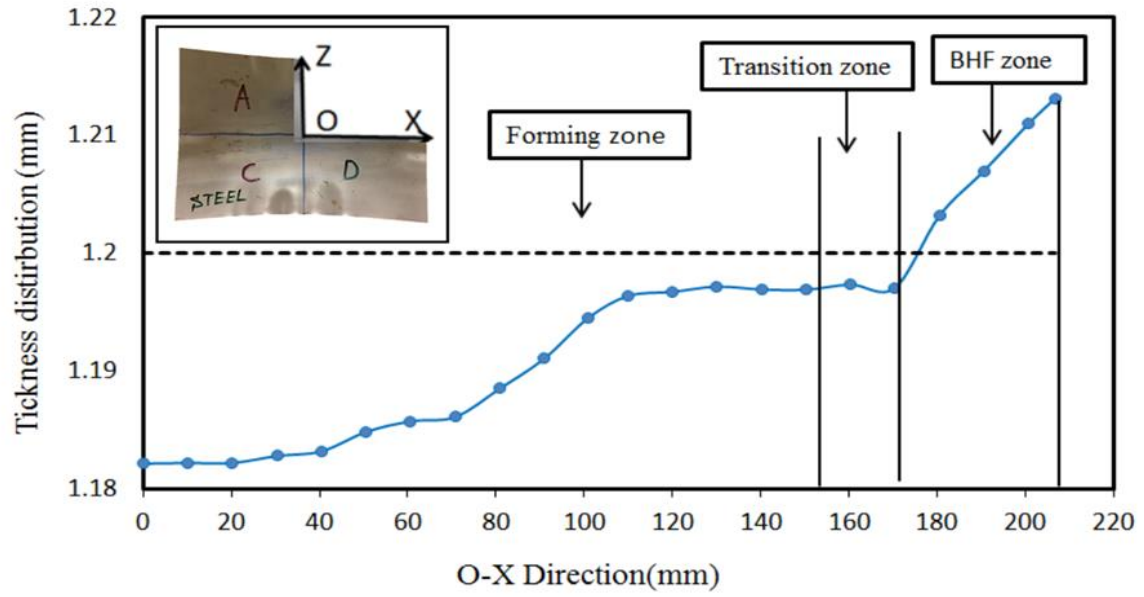 1.22
1.21
1.2
1.19
1.18
Tickness distirbution (mm)
Z
A
O
X
C
D
STEEL
Forming zone
Transition zone
BHF zone
0 20 40 60 80 100 120 140 160 180 200 220
O-X Direction(mm)